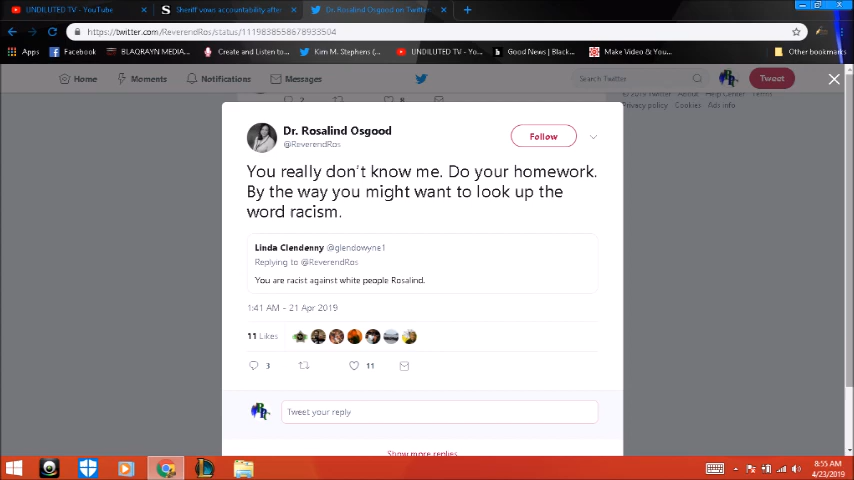 UNDILUTED TV - YouTube
Sheriff vows accountability after
Dr. Rosalind Osgood on Twitter
https://twitter.com/ReverendRos/status/1119838558678933504
Apps
Facebook
BLAQRAYN MEDIA...
Create and Listen to...
Kim M. Stephens (...
UNDILUTED TV - Yo...
Good News | Black...
Make Video & You...
Other bookmarks
Home
Moments
Notifications
Messages
Search Twitter
Tweet
Privacy policy Cookies Ads info
Dr. Rosalind Osgood
@ReverendRos
Follow
You really don't know me. Do your homework.
By the way you might want to look up the
word racism.
Linda Clendenny @glendowyne1
Replying to @ReverendRos
You are racist against white people Rosalind.
1:41 AM - 21 Apr 2019
11 Likes
3
11
Tweet your reply
Show more replies
8:55 AM
4/23/2019